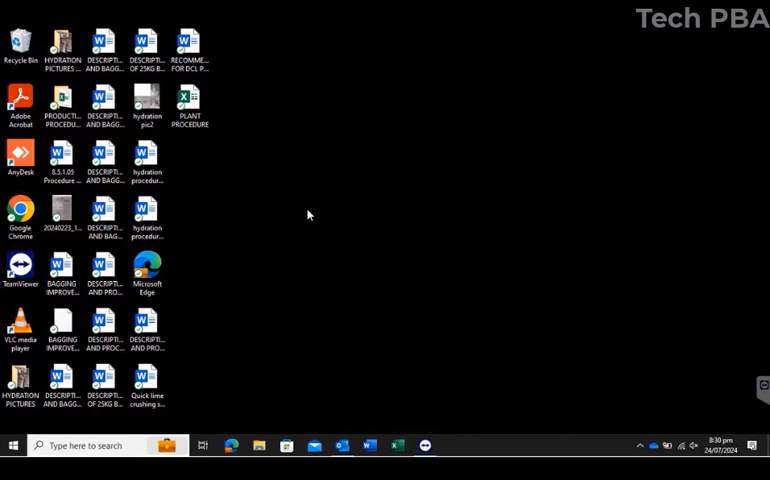 Tech PBA
Recycle Bin
HYDRATION
PICTURES ...
DESCRIPTI...
AND BAGG...
DESCRIPTI...
OF 25KG B...
RECOMME...
FOR DCL P...
Adobe
Acrobat
PRODUCTI...
PROCEDU...
DESCRIPTI...
AND BAGG...
hydration
pic2
PLANT
PROCEDURE
AnyDesk
8.5.1.05
Procedure ...
DESCRIPTI...
AND BAGG...
hydration
procedur...
Google
Chrome
20240223_1...
DESCRIPTI...
AND BAG...
hydration
procedur...
TeamViewer
BAGGING
IMPROVE...
DESCRIPTI...
AND PRO...
Microsoft
Edge
VLC media
player
BAGGING
IMPROVE...
DESCRIPTI...
AND PROC...
DESCRIPTI...
AND PRO...
HYDRATION
PICTURES
DESCRIPTI...
AND BAGG...
DESCRIPTI...
OF 25KG B...
Quick lime
crushing s...
Type here to search
8:30 pm
24/07/2024